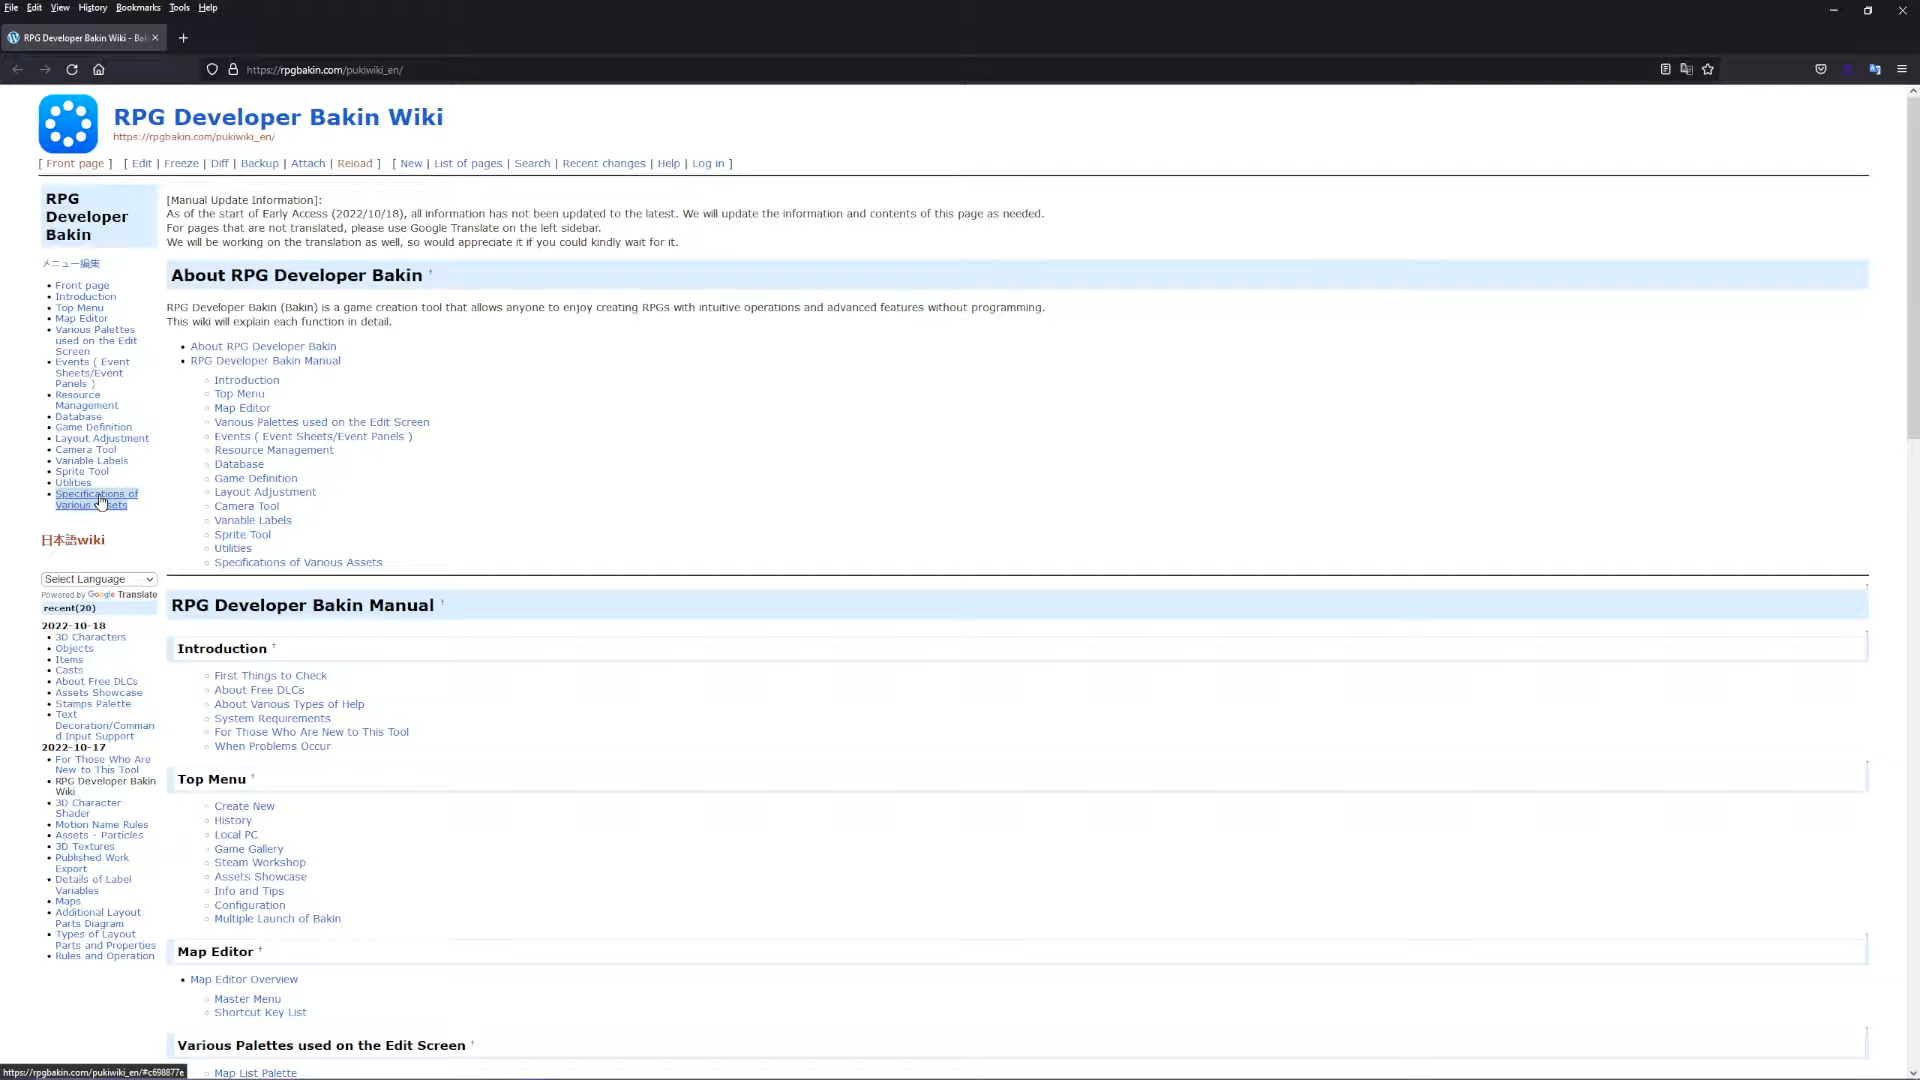 File Edit View History Bookmarks Tools Help
RPG Developer Bakin Wiki - Ba
https://rpgbakin.com/pukiwiki_en/
RPG Developer Bakin Wiki
https://rpgbakin.com/pukiwiki_en/
[ Front page ] [ Edit | Freeze | Diff | Backup | Attach | Reload ] [ New | List of pages | Search | Recent changes | Help | Log in ]
RPG
Developer
Bakin
メニュー編集
Front page
Introduction
Top Menu
Map Editor
Various Palettes
used on the Edit
Screen
Events ( Event
Sheets/Event
Panels )
Resource
Management
Database
Game Definition
Layout Adjustment
Camera Tool
Variable Labels
Sprite Tool
Utilities
Specifications of
Various Assets
日本語wiki
Select Language
Powered by Google Translate
recent(20)
2022-10-18
3D Characters
Objects
Items
Casts
About Free DLCs
Assets Showcase
Stamps Palette
Text
Decoration/Comman
d Input Support
2022-10-17
For Those Who Are
New to This Tool
RPG Developer Bakin
Wiki
3D Character
Shader
Motion Name Rules
Assets - Particles
3D Textures
Published Work
Export
Details of Label
Variables
Maps
Additional Layout
Parts Diagram
Types of Layout
Parts and Properties
Rules and Operation
[Manual Update Information]:
As of the start of Early Access (2022/10/18), all information has not been updated to the latest. We will update the information and contents of this page as needed.
For pages that are not translated, please use Google Translate on the left sidebar.
We will be working on the translation as well, so would appreciate it if you could kindly wait for it.
About RPG Developer Bakin †
RPG Developer Bakin (Bakin) is a game creation tool that allows anyone to enjoy creating RPGs with intuitive operations and advanced features without programming.
This wiki will explain each function in detail.
About RPG Developer Bakin
RPG Developer Bakin Manual
Introduction
Top Menu
Map Editor
Various Palettes used on the Edit Screen
Events ( Event Sheets/Event Panels )
Resource Management
Database
Game Definition
Layout Adjustment
Camera Tool
Variable Labels
Sprite Tool
Utilities
Specifications of Various Assets
RPG Developer Bakin Manual †
Introduction †
First Things to Check
About Free DLCs
About Various Types of Help
System Requirements
For Those Who Are New to This Tool
When Problems Occur
Top Menu †
Create New
History
Local PC
Game Gallery
Steam Workshop
Assets Showcase
Info and Tips
Configuration
Multiple Launch of Bakin
Map Editor †
Map Editor Overview
Master Menu
Shortcut Key List
Various Palettes used on the Edit Screen †
Map List Palette
https://rpgbakin.com/pukiwiki_en/#c698877e